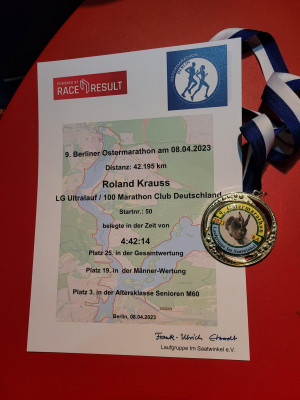 POWERED BY
RACE RESULT
9. Berliner Ostermarathon am 08.04.2023
Distanz: 42.195 km
Roland Krauss
LG Ultralauf / 100 Marathon Club Deutschland
Startnr.: 50
belegte in der Zeit von
4:42:14
Platz 25. in der Gesamtwertung
Platz 19. in der Männer-Wertung
Platz 3. in der Altersklasse Senioren M60
Berlin, 08.04.2023
Laufgruppe Im Saatwinkel e.V.